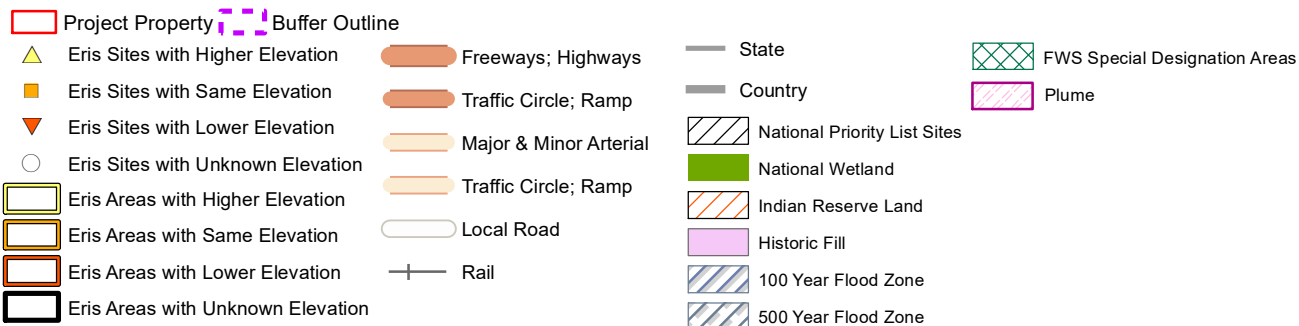 Project Property
Buffer Outline
Eris Sites with Higher Elevation
Eris Sites with Same Elevation
Eris Sites with Lower Elevation
Eris Sites with Unknown Elevation
Eris Areas with Higher Elevation
Eris Areas with Same Elevation
Eris Areas with Lower Elevation
Eris Areas with Unknown Elevation
Freeways; Highways
Traffic Circle; Ramp
Major & Minor Arterial
Traffic Circle; Ramp
Local Road
Rail
State
Country
National Priority List Sites
National Wetland
Indian Reserve Land
Historic Fill
100 Year Flood Zone
500 Year Flood Zone
FWS Special Designation Areas
Plume